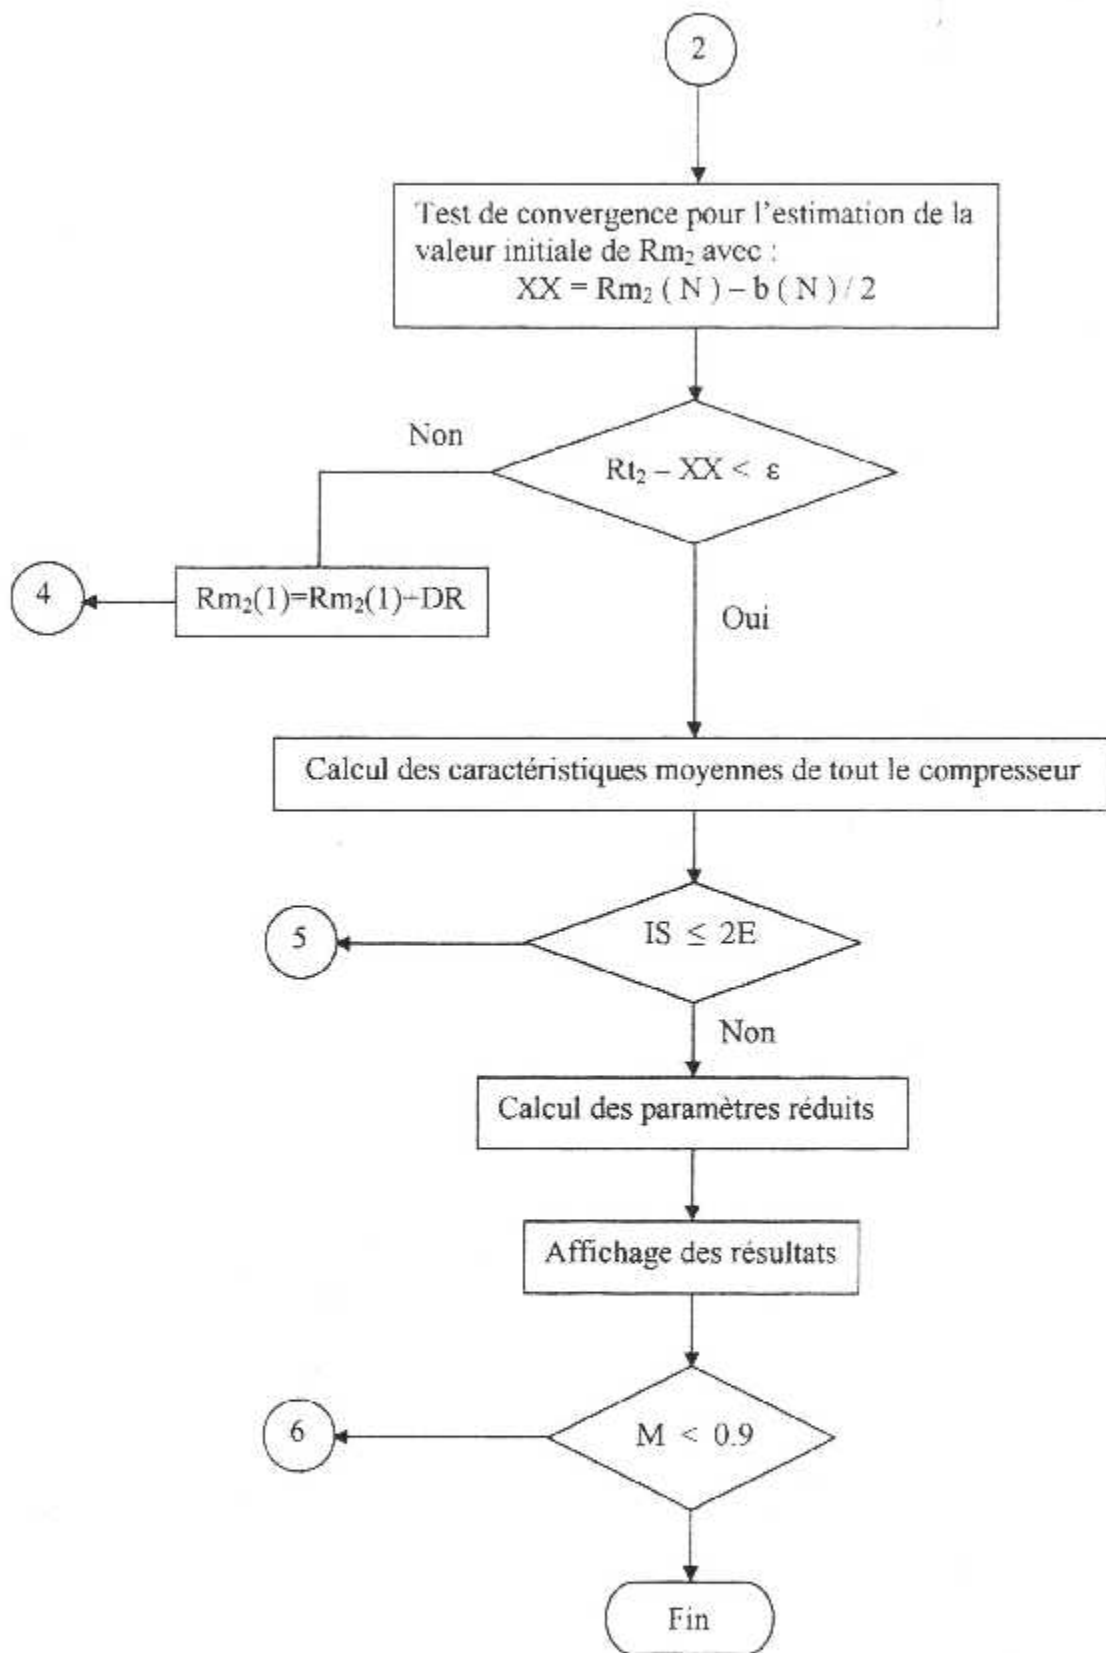 2
Test de convergence pour l'estimation de la
valeur initiale de Rm₂ avec :
XX = Rm₂ ( N ) – b ( N ) / 2
Non
Rt₂ – XX < ε
4
Rm₂(1)=Rm₂(1)+DR
Oui
Calcul des caractéristiques moyennes de tout le compresseur
5
IS ≤ 2E
Non
Calcul des paramètres réduits
Affichage des résultats
6
M < 0.9
Fin